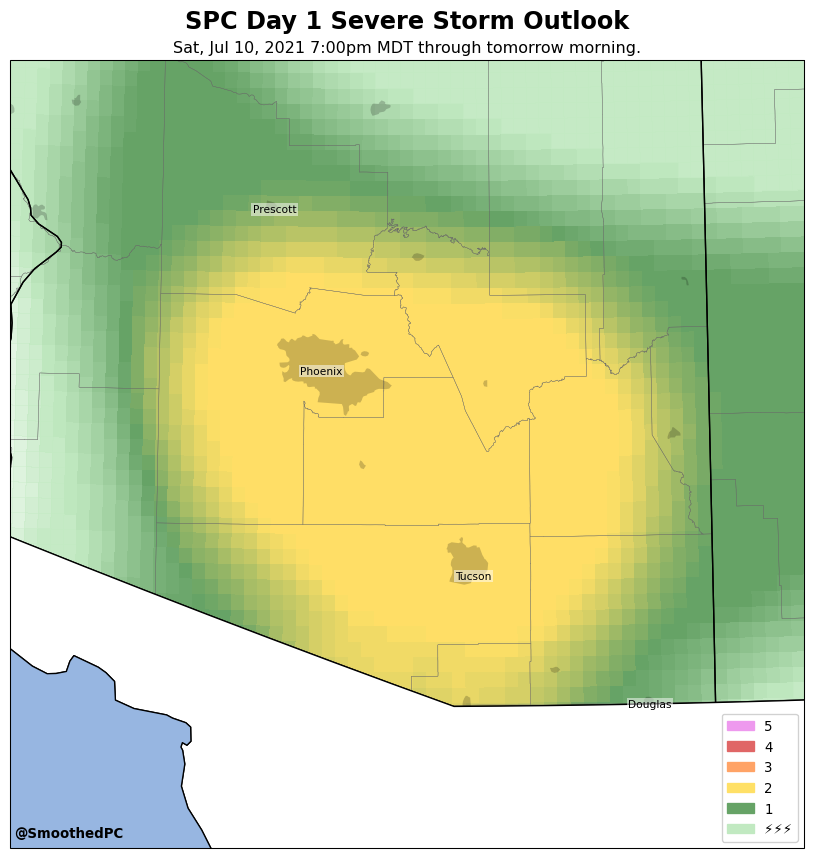 SPC Day 1 Severe Storm Outlook
Sat, Jul 10, 2021 7:00pm MDT through tomorrow morning.
Prescott
Phoenix
Tucson
Douglas
5
4
3
2
1
⚡⚡⚡
@SmoothedPC